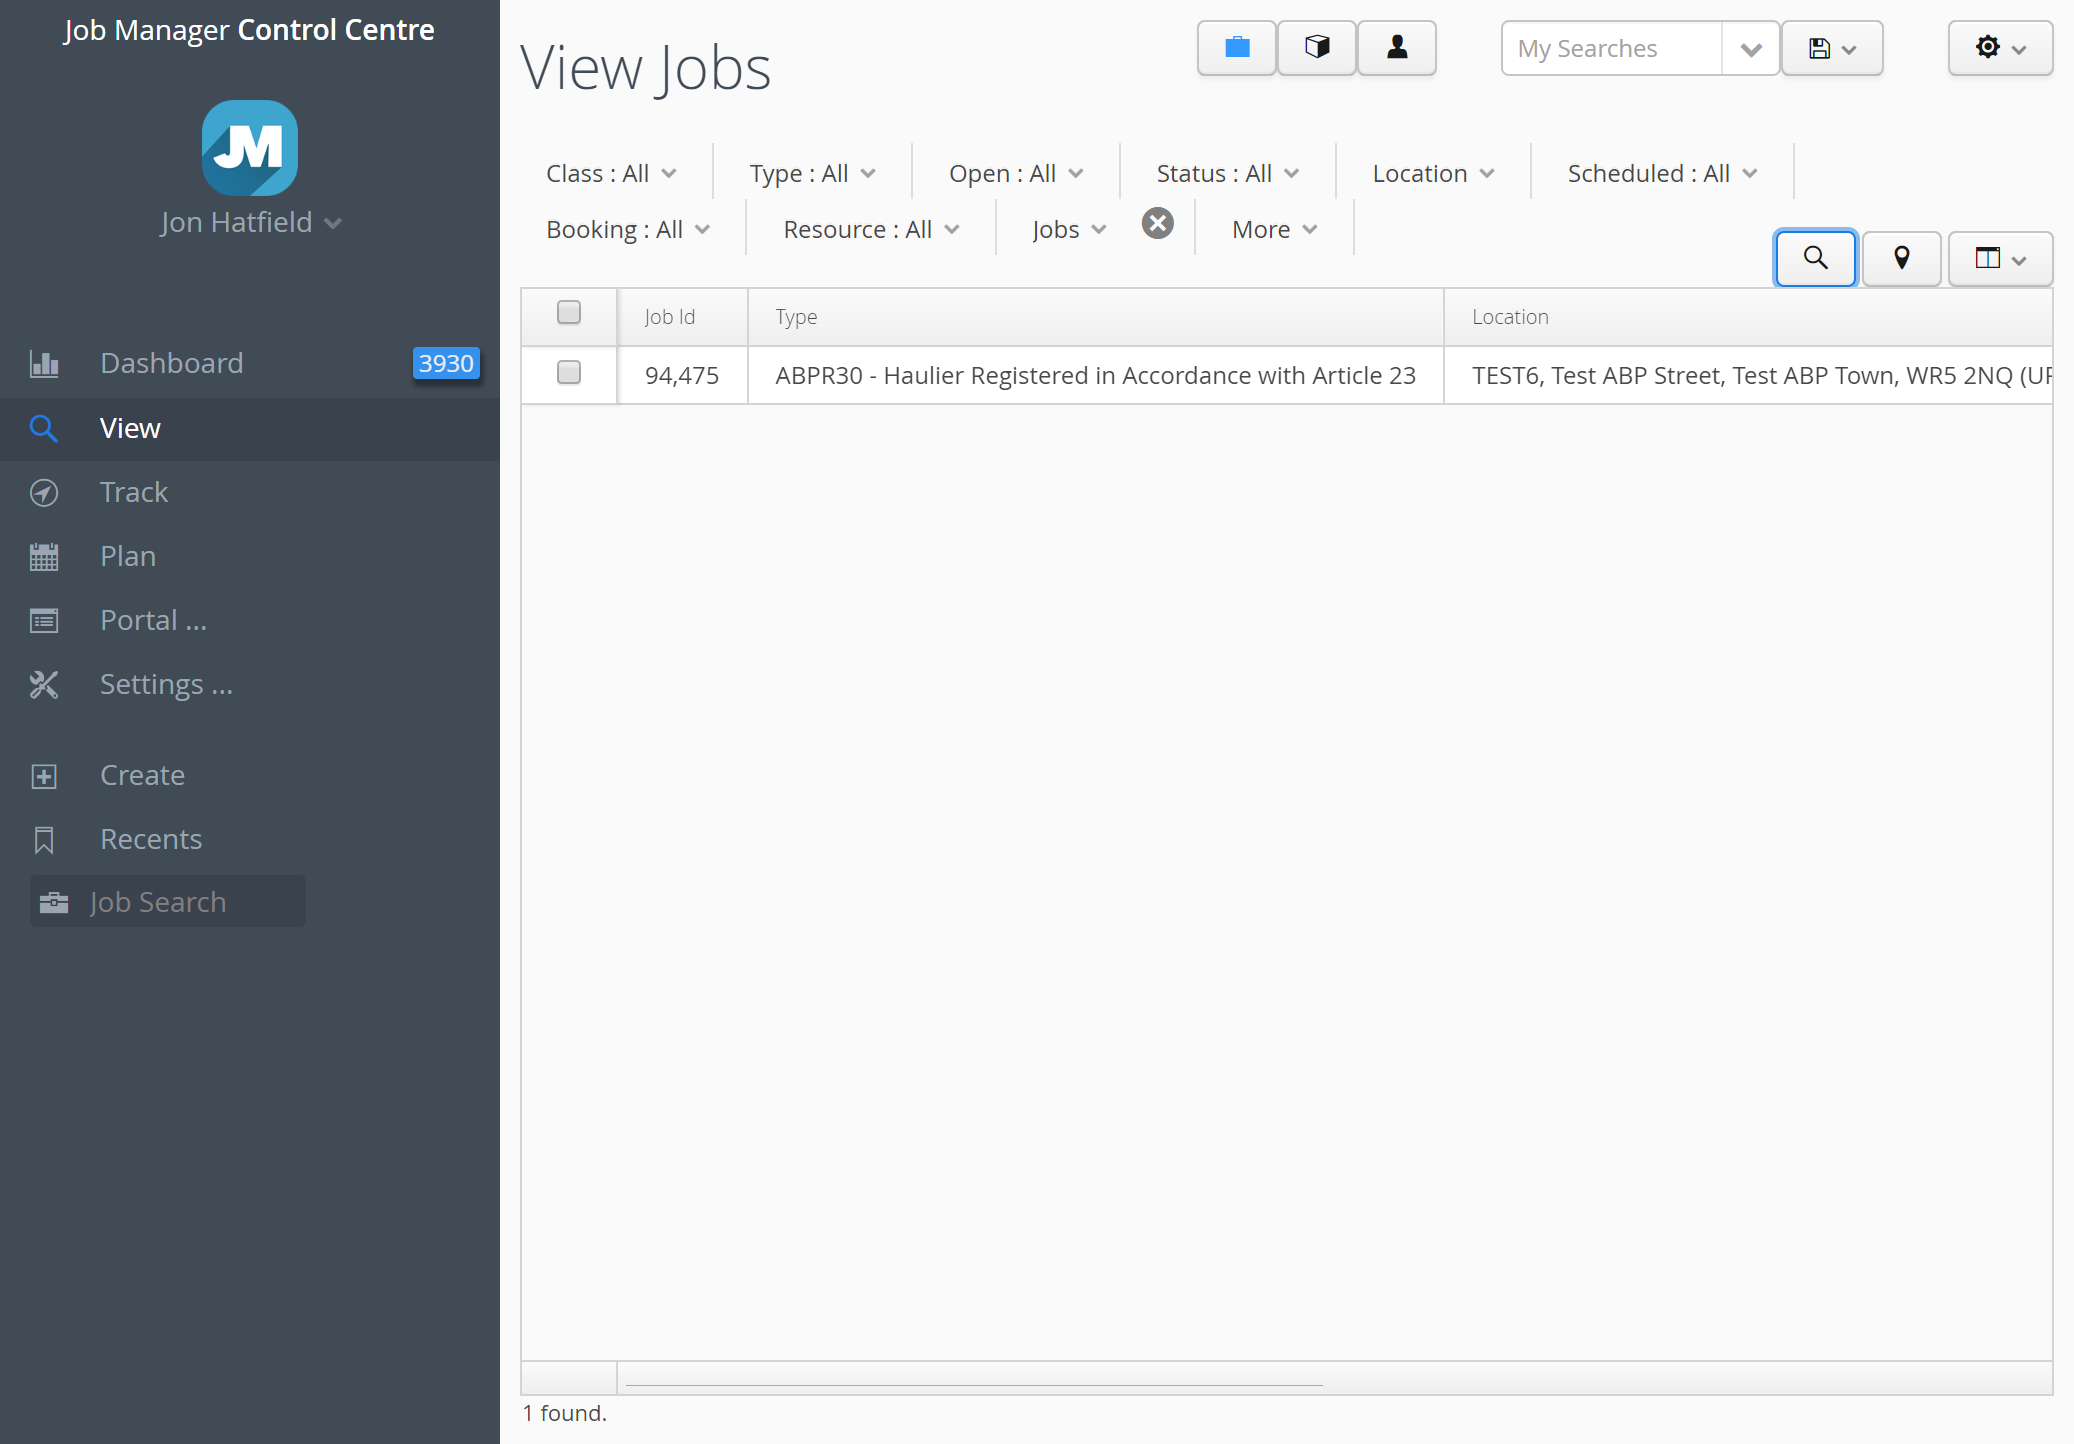 Job Manager Control Centre
JM
Jon Hatfield
Dashboard 3930
View
Track
Plan
Portal ...
Settings ...
Create
Recents
Job Search
View Jobs
My Searches
Class : All Type : All Open : All Status : All Location Scheduled : All
Booking : All Resource : All Jobs More
Job Id Type Location
94,475 ABPR30 - Haulier Registered in Accordance with Article 23 TEST6, Test ABP Street, Test ABP Town, WR5 2NQ (UF
1 found.